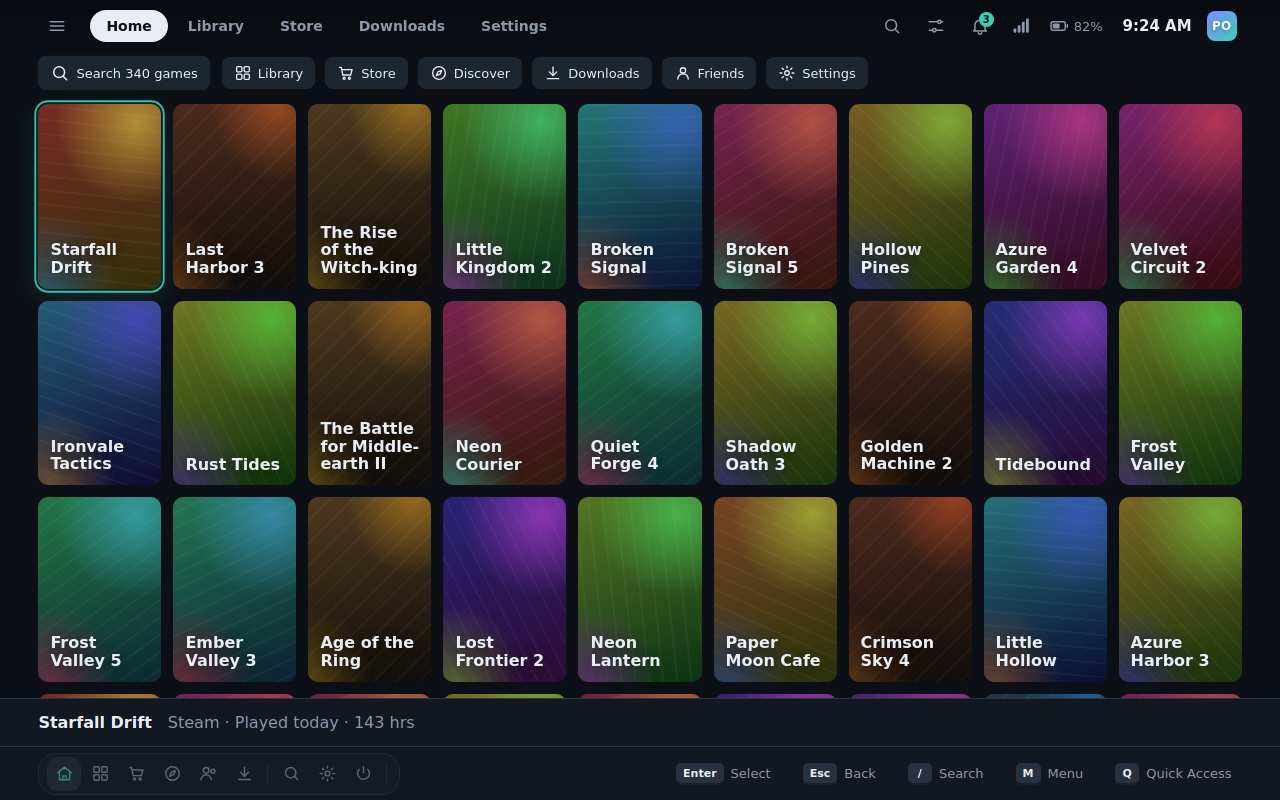 Home Library Store Downloads Settings 3 82% 9:24 AM PO
Search 340 games Library Store Discover Downloads Friends Settings
Starfall
Drift
Last
Harbor 3
The Rise
of the
Witch-king
Little
Kingdom 2
Broken
Signal
Broken
Signal 5
Hollow
Pines
Azure
Garden 4
Velvet
Circuit 2
Ironvale
Tactics
Rust Tides
The Battle
for Middle-
earth II
Neon
Courier
Quiet
Forge 4
Shadow
Oath 3
Golden
Machine 2
Tidebound
Frost
Valley
Frost
Valley 5
Ember
Valley 3
Age of the
Ring
Lost
Frontier 2
Neon
Lantern
Paper
Moon Cafe
Crimson
Sky 4
Little
Hollow
Azure
Harbor 3
Starfall Drift Steam · Played today · 143 hrs
Enter Select Esc Back / Search M Menu Q Quick Access